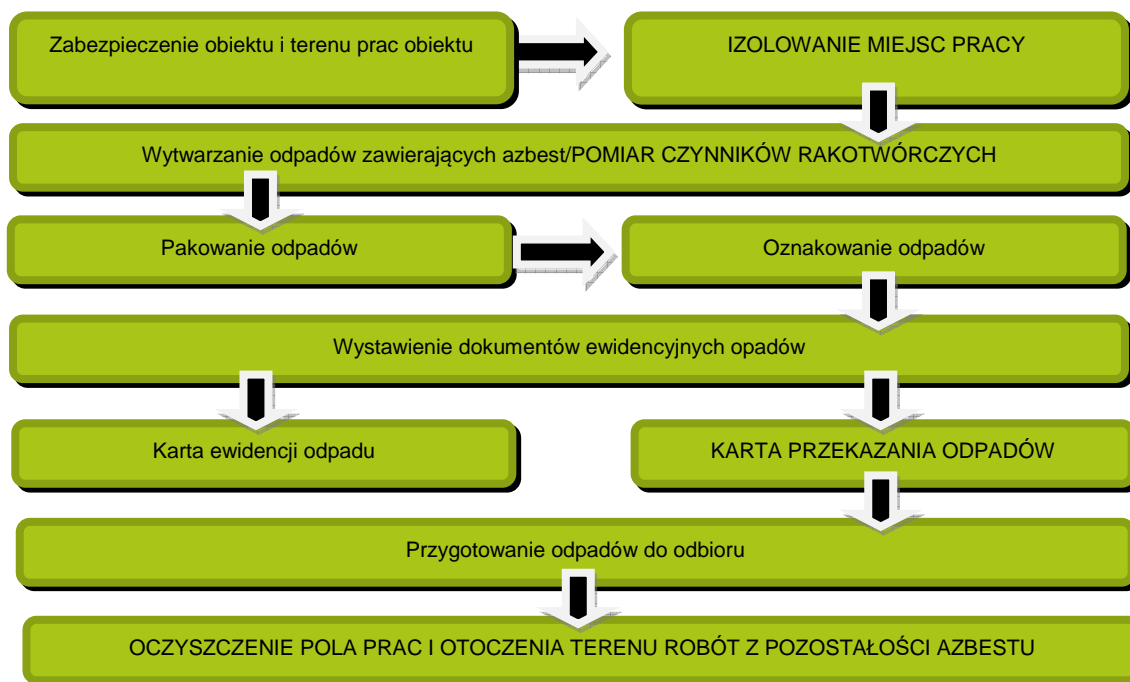 Zabezpieczenie obiektu i terenu prac obiektu
IZOLOWANIE MIEJSC PRACY
Wytwarzanie odpadów zawierających azbest/POMIAR CZYNNIKÓW RAKOTWÓRCZYCH
Pakowanie odpadów
Oznakowanie odpadów
Wystawienie dokumentów ewidencyjnych opadów
Karta ewidencji odpadu
KARTA PRZEKAZANIA ODPADÓW
Przygotowanie odpadów do odbioru
OCZYSZCZENIE POLA PRAC I OTOCZENIA TERENU ROBÓT Z POZOSTAŁOŚCI AZBESTU